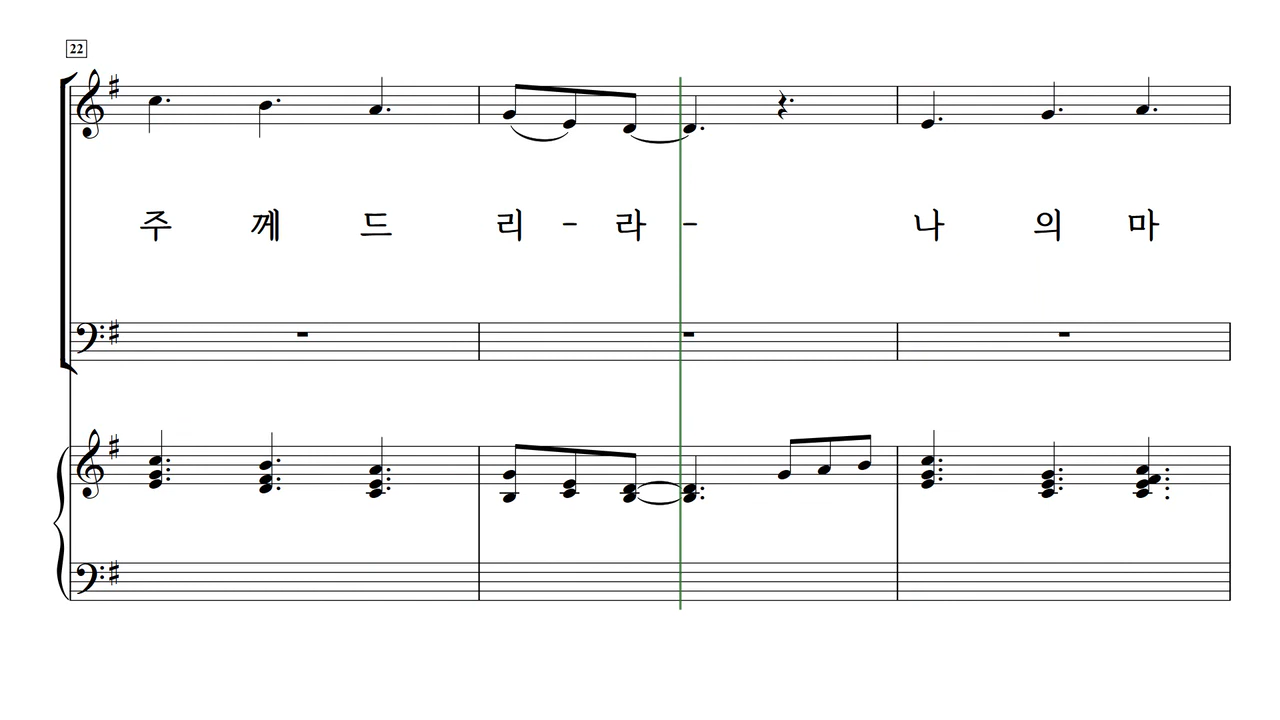 22
주 께 드 리 - 라 - 나 의 마